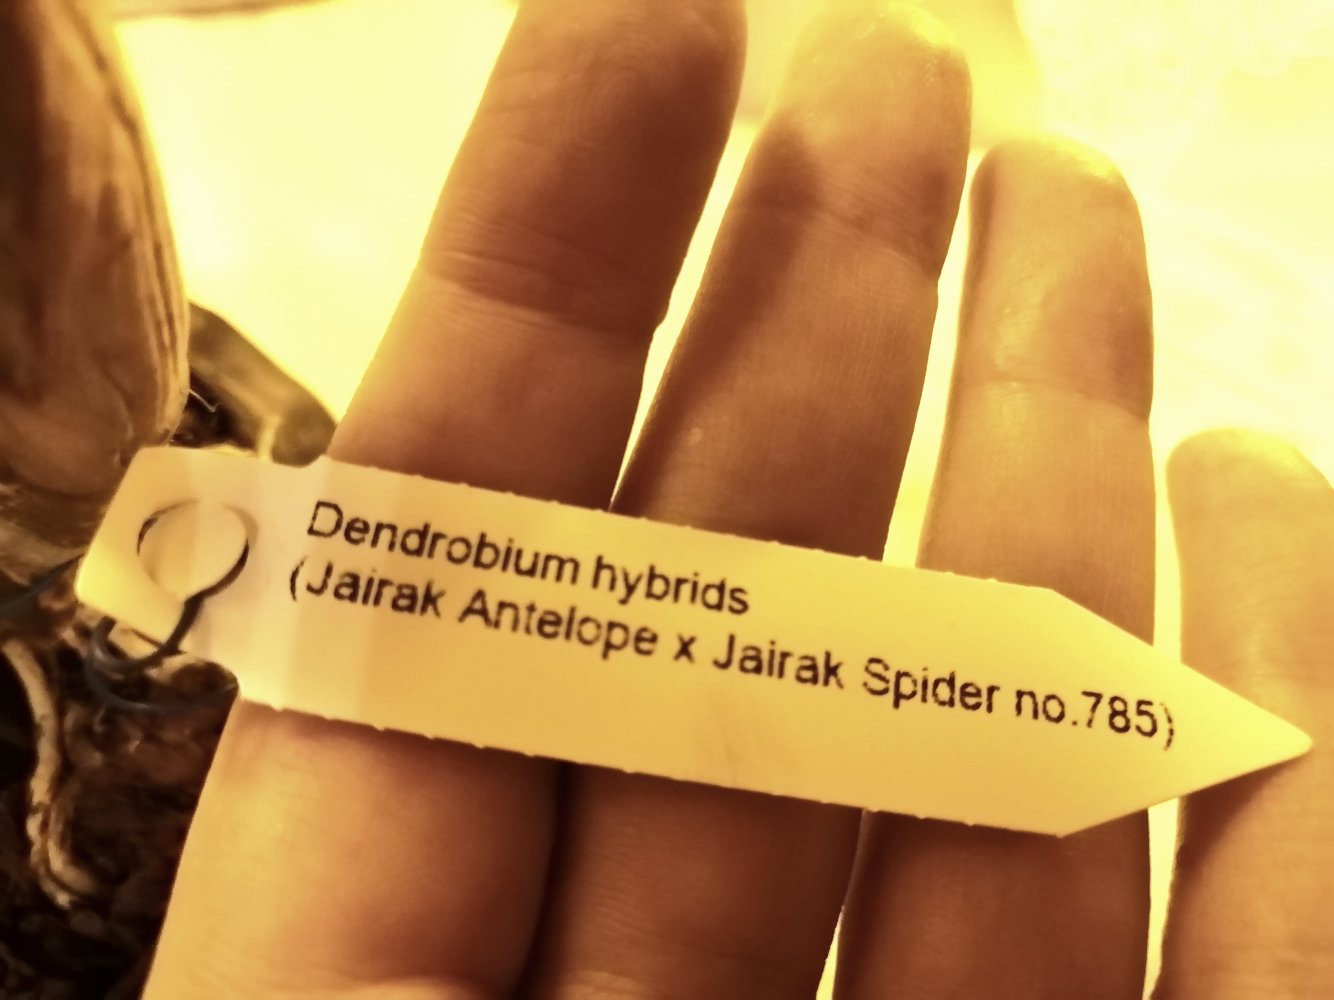 Dendrobium hybrids
(Jairak Antelope x Jairak Spider no.785)